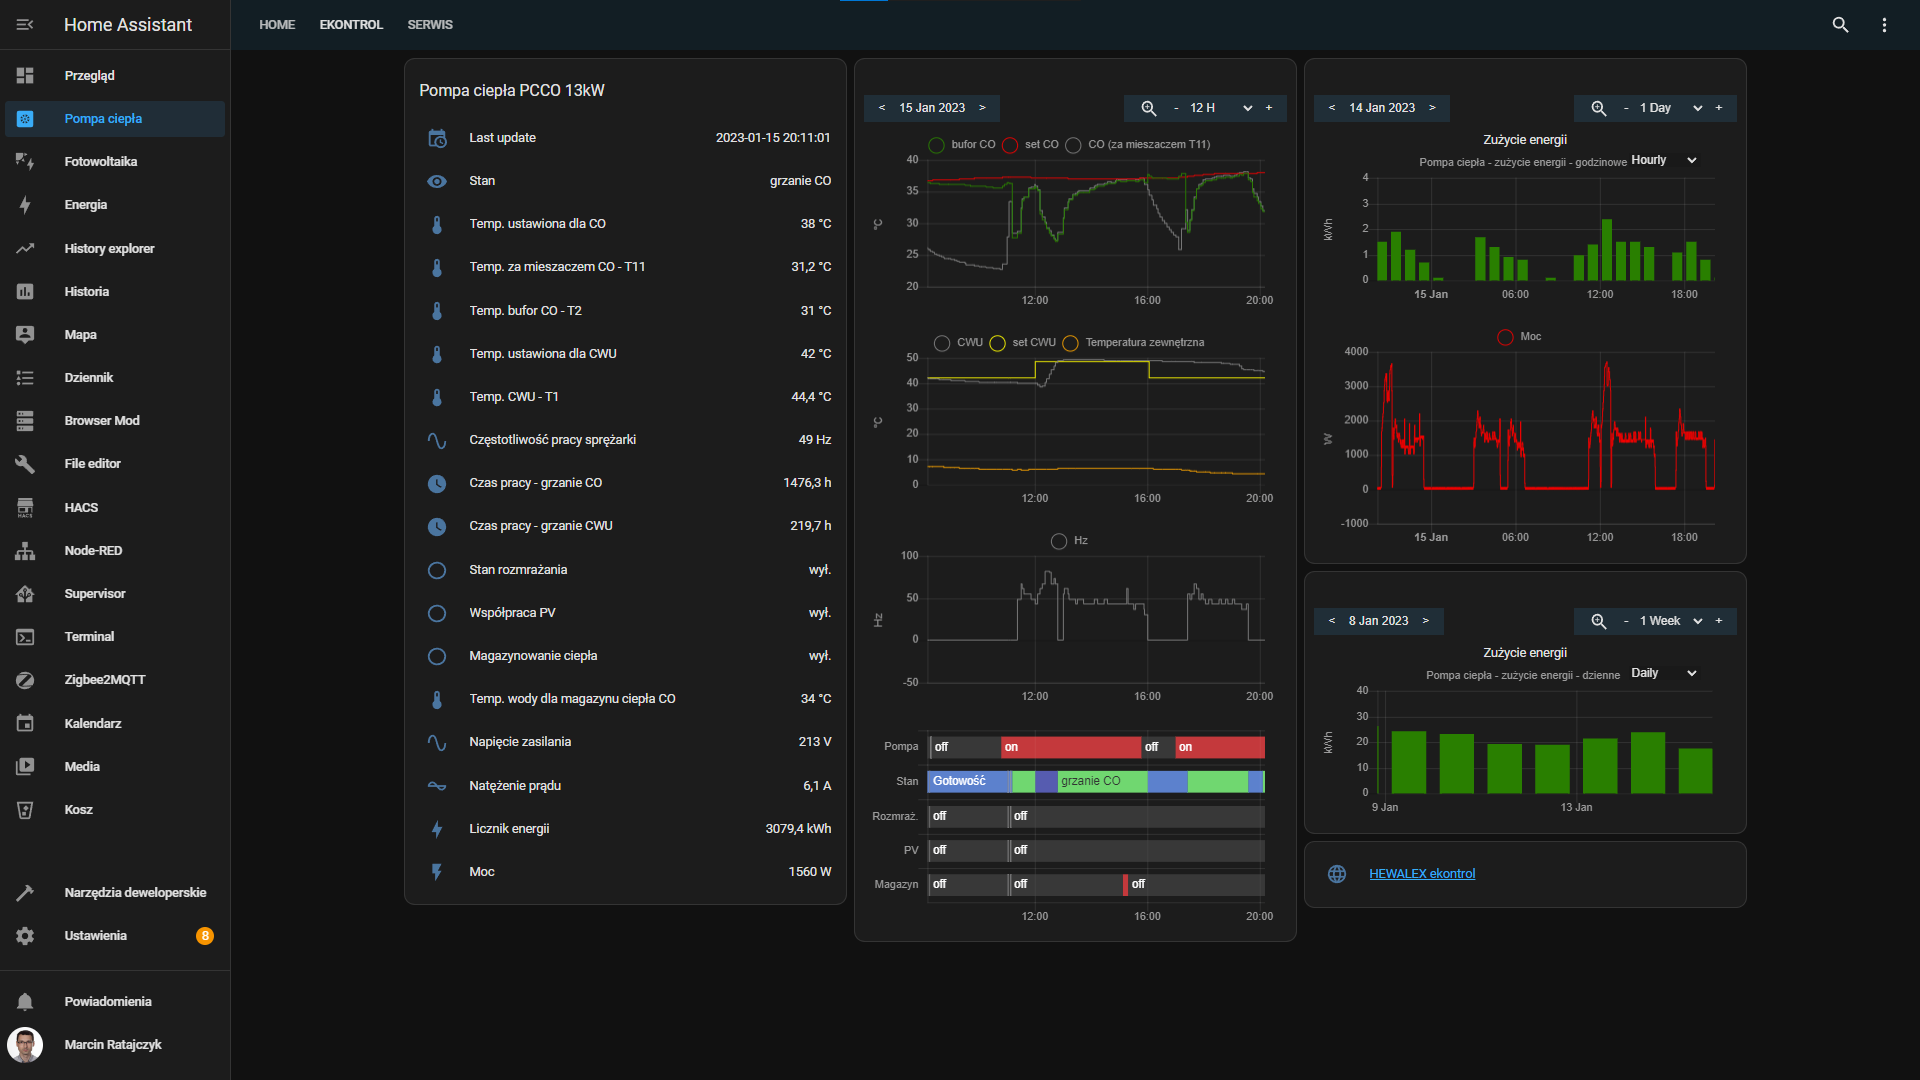 Home Assistant
HOME EKONTROL SERWIS
Przegląd
Pompa ciepła
Fotowoltaika
Energia
History explorer
Historia
Mapa
Dziennik
Browser Mod
File editor
HACS
Node-RED
Supervisor
Terminal
Zigbee2MQTT
Kalendarz
Media
Kosz
Narzędzia deweloperskie
Ustawienia 8
Powiadomienia
Marcin Ratajczyk
Pompa ciepła PCCO 13kW
Last update 2023-01-15 20:11:01
Stan grzanie CO
Temp. ustawiona dla CO 38 °C
Temp. za mieszaczem CO - T11 31,2 °C
Temp. bufor CO - T2 31 °C
Temp. ustawiona dla CWU 42 °C
Temp. CWU - T1 44,4 °C
Częstotliwość pracy sprężarki 49 Hz
Czas pracy - grzanie CO 1476,3 h
Czas pracy - grzanie CWU 219,7 h
Stan rozmrażania wył.
Współpraca PV wył.
Magazynowanie ciepła wył.
Temp. wody dla magazynu ciepła CO 34 °C
Napięcie zasilania 213 V
Natężenie prądu 6,1 A
Licznik energii 3079,4 kWh
Moc 1560 W
< 15 Jan 2023 > - 12 H +
bufor CO set CO CO (za mieszaczem T11)
40
35
30
25
20
°C
12:00 16:00 20:00
CWU set CWU Temperatura zewnętrzna
50
40
30
20
10
0
°C
12:00 16:00 20:00
Hz
100
50
0
-50
Hz
12:00 16:00 20:00
Pompa off on off on
Stan Gotowość grzanie CO
Rozmraż. off off
PV off off
Magazyn off off off
12:00 16:00 20:00
< 14 Jan 2023 > - 1 Day +
Zużycie energii
Pompa ciepła - zużycie energii - godzinowe Hourly
4
3
2
1
0
kWh
15 Jan 06:00 12:00 18:00
Moc
4000
3000
2000
1000
0
-1000
W
15 Jan 06:00 12:00 18:00
< 8 Jan 2023 > - 1 Week +
Zużycie energii
Pompa ciepła - zużycie energii - dzienne Daily
40
30
20
10
0
kWh
9 Jan 13 Jan
HEWALEX ekontrol